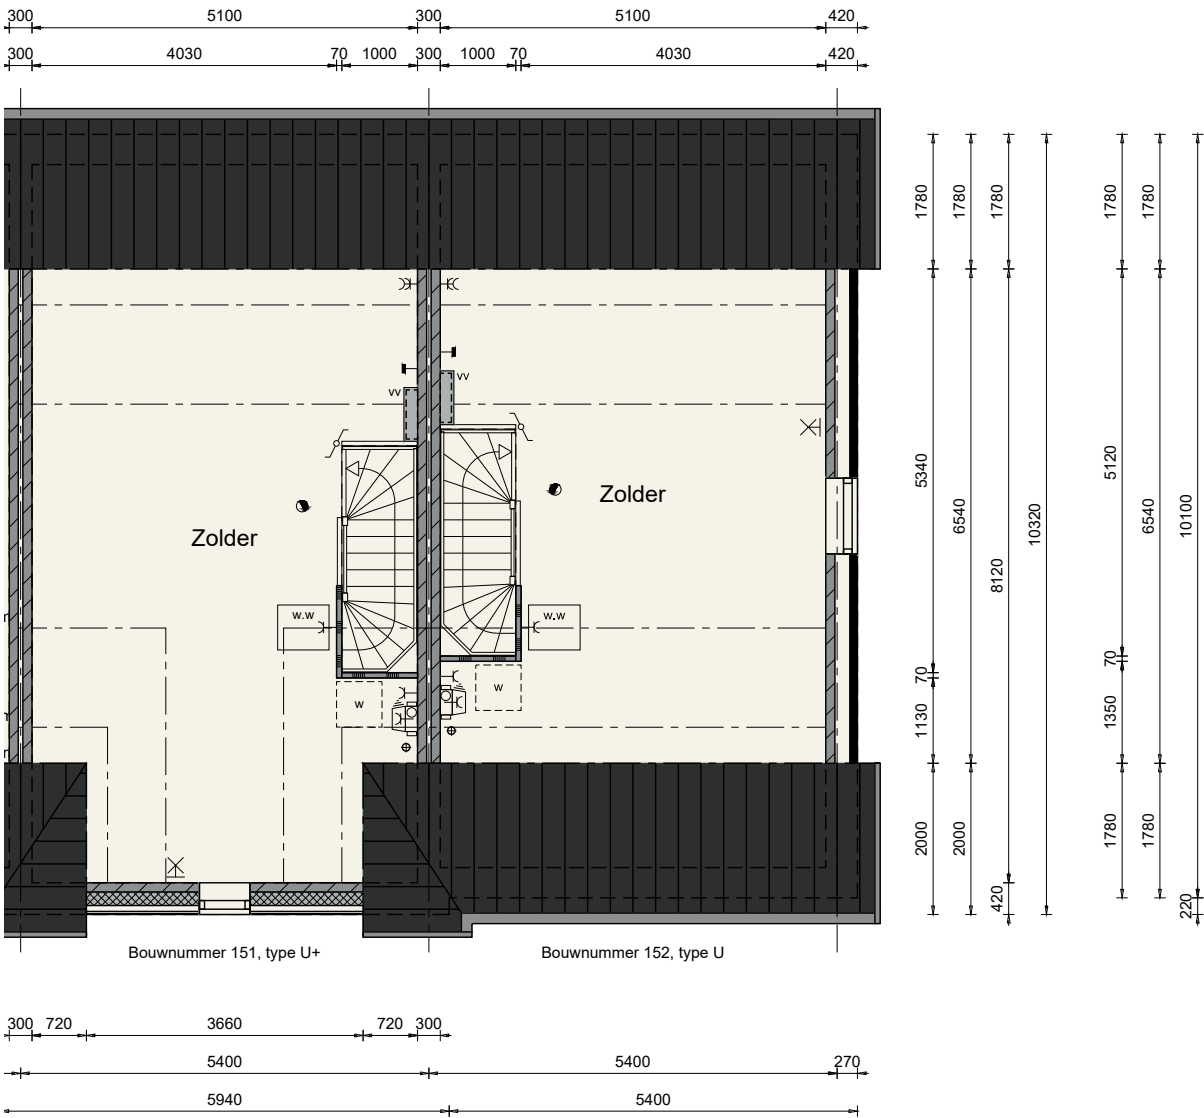 300 5100 300 5100 420
300 4030 70 1000 300 1000 70 4030 420
1780 1780 1780 1780 1780
vv vv
Zolder Zolder
5340 6540 8120 10320 5120 6540 10100
w.w w.w
w w
70 1130 70 1350
2000 2000 420 1780 1780 220
Bouwnummer 151, type U+ Bouwnummer 152, type U
300 720 3660 720 300
5400 5400 270
5940 5400